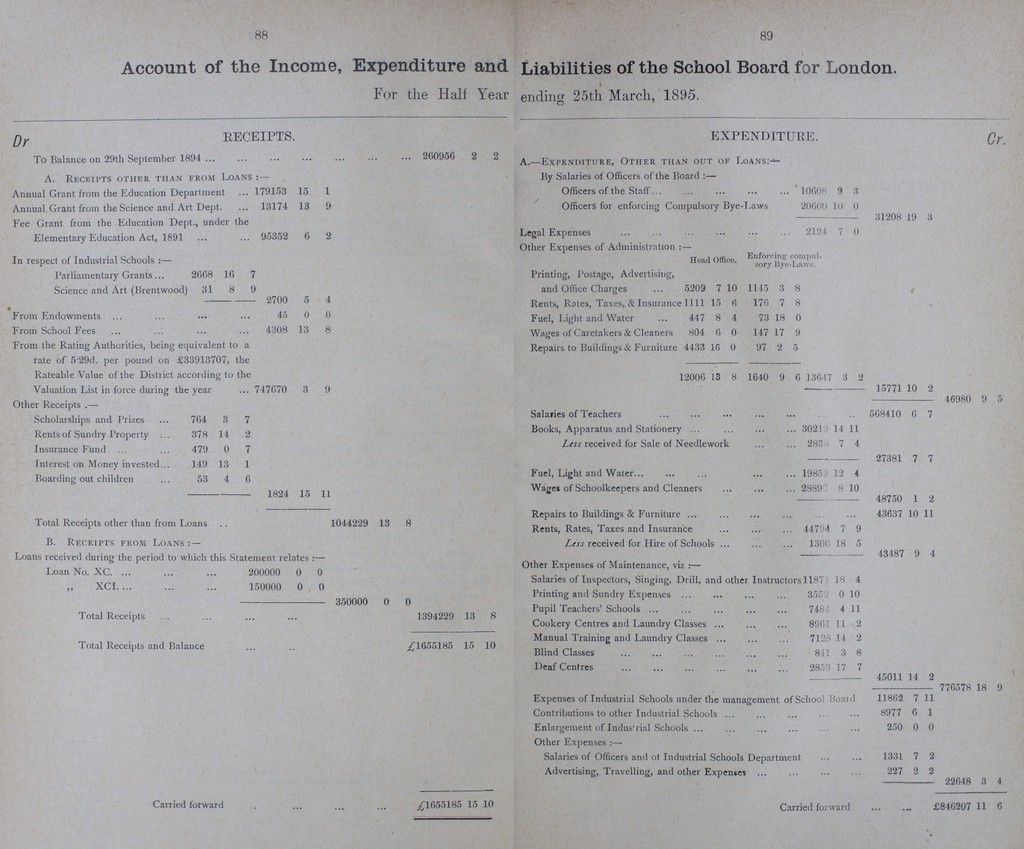 88
Account of the Income, Expenditure and
For the Half Year
Dr RECEIPTS.
To Balance on 29th September 1894 ... ... ... ... ... ... ... 260956 2 2
A. RECEIPTS OTHER THAN FROM LOANS :—
Annual Grant from the Education Department ... 179153 15 1
Annual Grant from the Science and Art Dept. ... 13174 13 9
Fee Grant from the Education Dept., under the
Elementary Education Act, 1891 ... ... 95352 6 2
In respect of Industrial Schools :—
Parliamentary Grants... 2668 16 7
Science and Art (Brentwood) 31 8 9
2700 5 4
From Endowments ... ... ... ... 45 0 0
From School Fees ... ... ... ... 4308 13 8
From the Rating Authorities, being equivalent to a
rate of 5·29d. per pound on £33913707, the
Rateable Value of the District according to the
Valuation List in force during the year ... 747670 3 9
Other Receipts .—
Scholarships and Prizes ... 764 3 7
Rents of Sundry Property ... 378 14 2
Insurance Fund ... ... 479 0 7
Interest on Money invested... 149 13 1
Boarding out children ... 53 4 6
1824 15 11
Total Receipts other than from Loans .. 1044229 13 8
B. RECEIPTS FROM LOANS :—
Loans received during the period to which this Statement relates :—
Loan No. XC. ... ... ... 200000 0 0
„ XCI. ... ... ... 150000 0 0
350000 0 0
Total Receipts ... ... ... ... 1394229 13 8
Total Receipts and Balance ... .. £1655185 15 10
Carried forward . ... ... ... £1655185 15 10
89
Liabilities of the School Board for London.
ending 25th March, 1895.
EXPENDITURE. Cr.
A.—EXPENDITURE, OTHER THAN OUT OF LOANS:—
By Salaries of Officers of the Board :—
Officers of the Staff... ... ... ... ... 10608 9 3
Officers for enforcing Compulsory Bye-Laws 20600 10 0
31208 19 3
Legal Expenses ... ... ... ... ... ... 2124 7 0
Other Expenses of Administration :—
Head Office. Enforcing compul-
sory Bye-Laws.
Printing, Postage, Advertising,
and Office Charges ... 5209 7 10 1145 3 8
Rents, Rates, Taxes, & Insurance 1111 15 6 176 7 8
Fuel, Light and Water ... 447 8 4 73 18 0
Wages of Caretakers & Cleaners 804 6 0 147 17 9
Repairs to Buildings & Furniture 4433 16 0 97 2 5
12006 13 8 1640 9 6 13647 3 2
15771 10 2
46980 9 5
Salaries of Teachers ... ... ... ... ... ... .. 568410 6 7
Books, Apparatus and Stationery ... ... ... ... 30219 14 11
Less received for Sale of Needlework ... ... 2838 7 4
27381 7 7
Fuel, Light and Water... ... ... ... ... 19852 12 4
Wages of Schoolkeepers and Cleaners ... ... ... 28897 8 10
48750 1 2
Repairs to Buildings & Furniture ... ... ... ... ... ... 43637 10 11
Rents, Rates, Taxes and Insurance ... ... ... 44794 7 9
Less received for Hire of Schools ... ... ... 1306 18 5
43487 9 4
Other Expenses of Maintenance, viz :—
Salaries of Inspectors, Singing, Drill, and other Instructors 11871 18 4
Printing and Sundry Expenses ... ... ... ... 3552 0 10
Pupil Teachers' Schools ... ... ... ... ... 4 11
Cookery Centres and Laundry Classes ... ... ... 8961 11 2
Manual Training and Laundry Classes ... ... ... 7128 14 2
Blind Classes ... ... ... ... ... ... 841 3 8
Deaf Centres ... ... ... ... ... ... 2859 17 7
45011 14 2
776578 18 9
Expenses of Industrial Schools under the management of School Board 11862 7 11
Contributions to other Industrial Schools ... ... ... ... ... 8977 6 1
Enlargement of Industrial Schools ... ... ... ... ... ... 250 0 0
Other Expenses :—
Salaries of Officers and of Industrial Schools Department ... ... 1331 7 2
Advertising, Travelling, and other Expenses ... ... ... ... 227 2 2
22648 3 4
Carried forward ... ... £846207 11 6